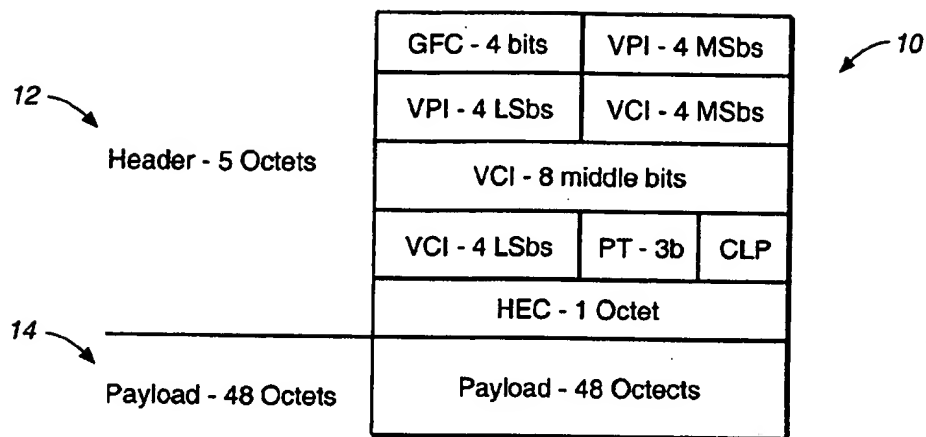 GFC - 4 bits VPI - 4 MSbs
10
12
VPI - 4 LSbs VCI - 4 MSbs
Header - 5 Octets
VCI - 8 middle bits
VCI - 4 LSbs PT - 3b CLP
HEC - 1 Octet
14
Payload - 48 Octets Payload - 48 Octects